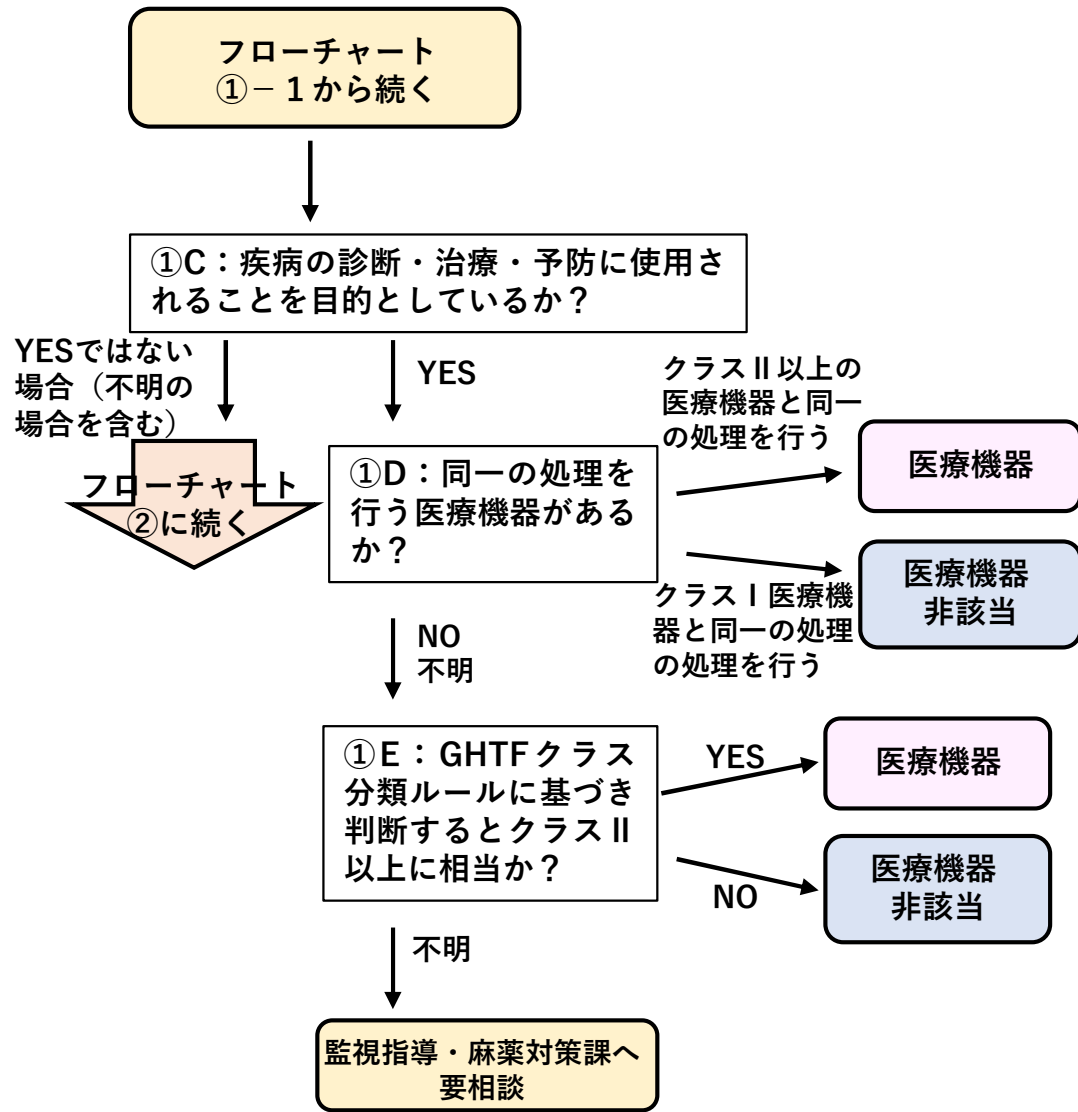 フローチャート
①－１から続く
①C：疾病の診断・治療・予防に使用さ
れることを目的としているか？
YESではない
場合（不明の
場合を含む）
YES
クラスⅡ以上の
医療機器と同一
の処理を行う
医療機器
フローチャート
②に続く
①D：同一の処理を
行う医療機器がある
か？
医療機器
非該当
クラスⅠ医療機
器と同一の処理
の処理を行う
NO
不明
①E：GHTFクラス
分類ルールに基づき
判断するとクラスⅡ
以上に相当か？
YES
医療機器
NO
医療機器
非該当
不明
監視指導・麻薬対策課へ
要相談